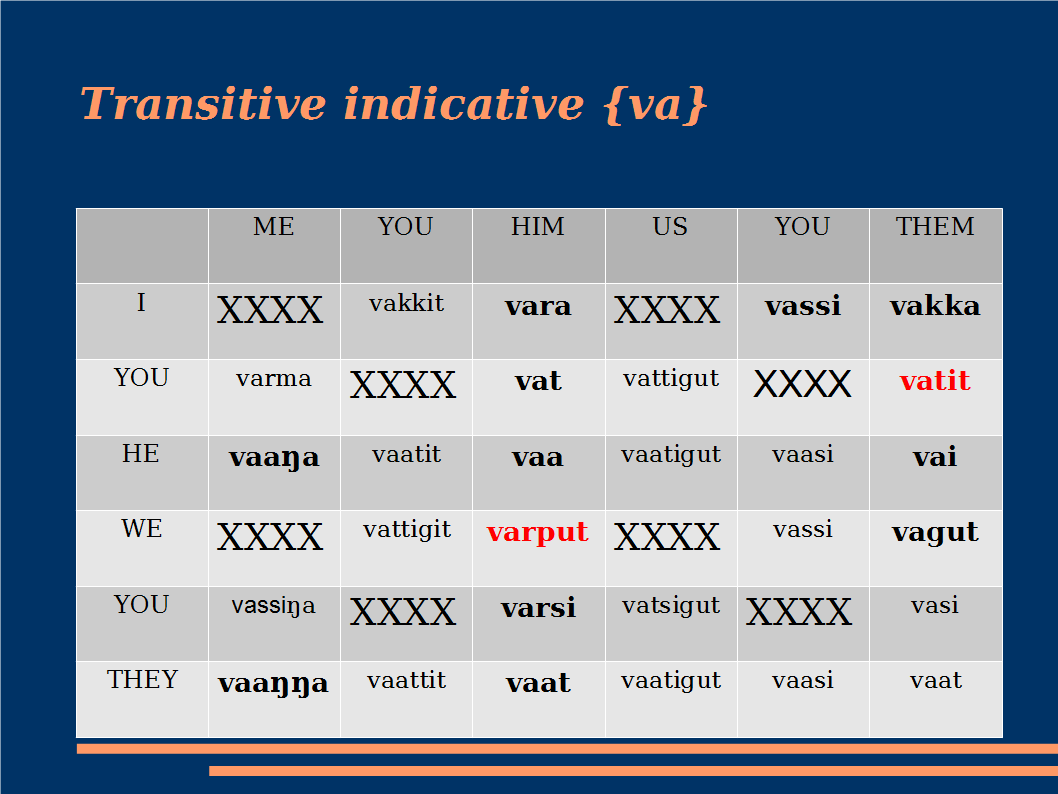 Transitive indicative {va}
ME YOU HIM US YOU THEM
I XXXX vakkit vara XXXX vassi vakka
YOU varma XXXX vat vattigut XXXX vatit
HE vaaŋa vaatit vaa vaatigut vaasi vai
WE XXXX vattigit varput XXXX vassi vagut
YOU vassiŋa XXXX varsi vatsigut XXXX vasi
THEY vaaŋŋa vaattit vaat vaatigut vaasi vaat